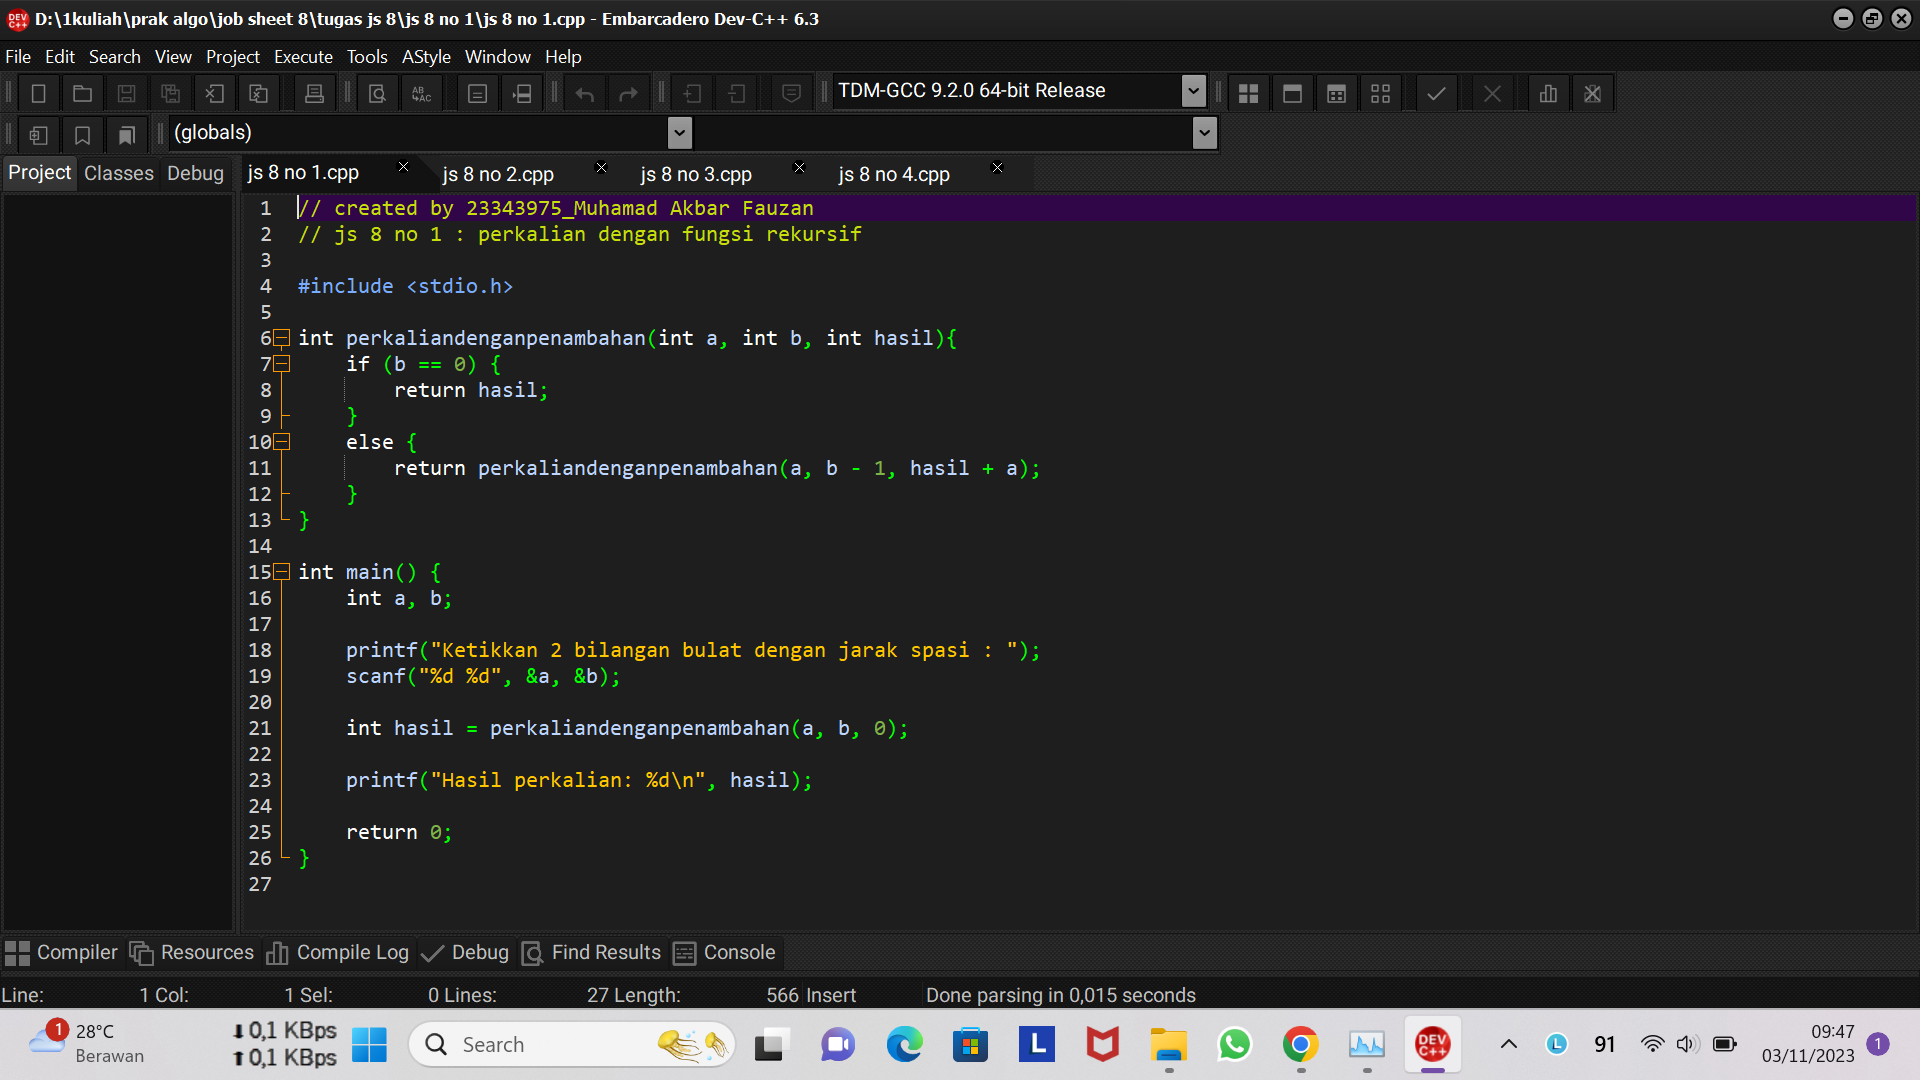 D:\1kuliah\prak algo\job sheet 8\tugas js 8\js 8 no 1\js 8 no 1.cpp - Embarcadero Dev-C++ 6.3
File Edit Search View Project Execute Tools AStyle Window Help
TDM-GCC 9.2.0 64-bit Release
(globals)
Project Classes Debug
js 8 no 1.cpp js 8 no 2.cpp js 8 no 3.cpp js 8 no 4.cpp
1 // created by 23343975_Muhamad Akbar Fauzan
2 // js 8 no 1 : perkalian dengan fungsi rekursif
3
4 #include <stdio.h>
5
6 int perkaliandenganpenambahan(int a, int b, int hasil){
7     if (b == 0) {
8         return hasil;
9     }
10     else {
11         return perkaliandenganpenambahan(a, b - 1, hasil + a);
12     }
13 }
14
15 int main() {
16     int a, b;
17
18     printf("Ketikkan 2 bilangan bulat dengan jarak spasi : ");
19     scanf("%d %d", &a, &b);
20
21     int hasil = perkaliandenganpenambahan(a, b, 0);
22
23     printf("Hasil perkalian: %d\n", hasil);
24
25     return 0;
26 }
27
Compiler Resources Compile Log Debug Find Results Console
Line: 1 Col: 1 Sel: 0 Lines: 27 Length: 566 Insert Done parsing in 0,015 seconds
1 28°C
Berawan
0,1 KBps
0,1 KBps
Search
L
DEV C++
L
91
09:47
03/11/2023
1